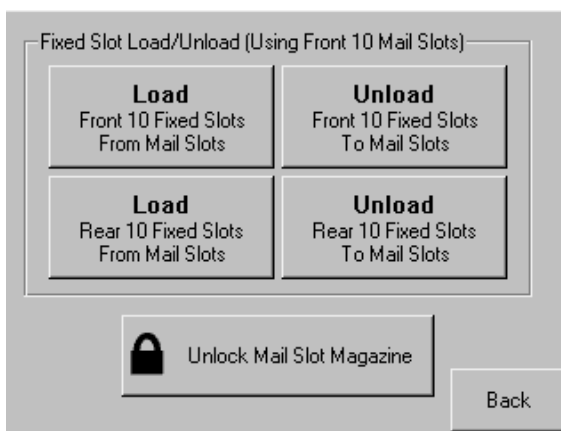 Fixed Slot Load/Unload (Using Front 10 Mail Slots)
Load
Front 10 Fixed Slots
From Mail Slots
Unload
Front 10 Fixed Slots
To Mail Slots
Load
Rear 10 Fixed Slots
From Mail Slots
Unload
Rear 10 Fixed Slots
To Mail Slots
Unlock Mail Slot Magazine
Back